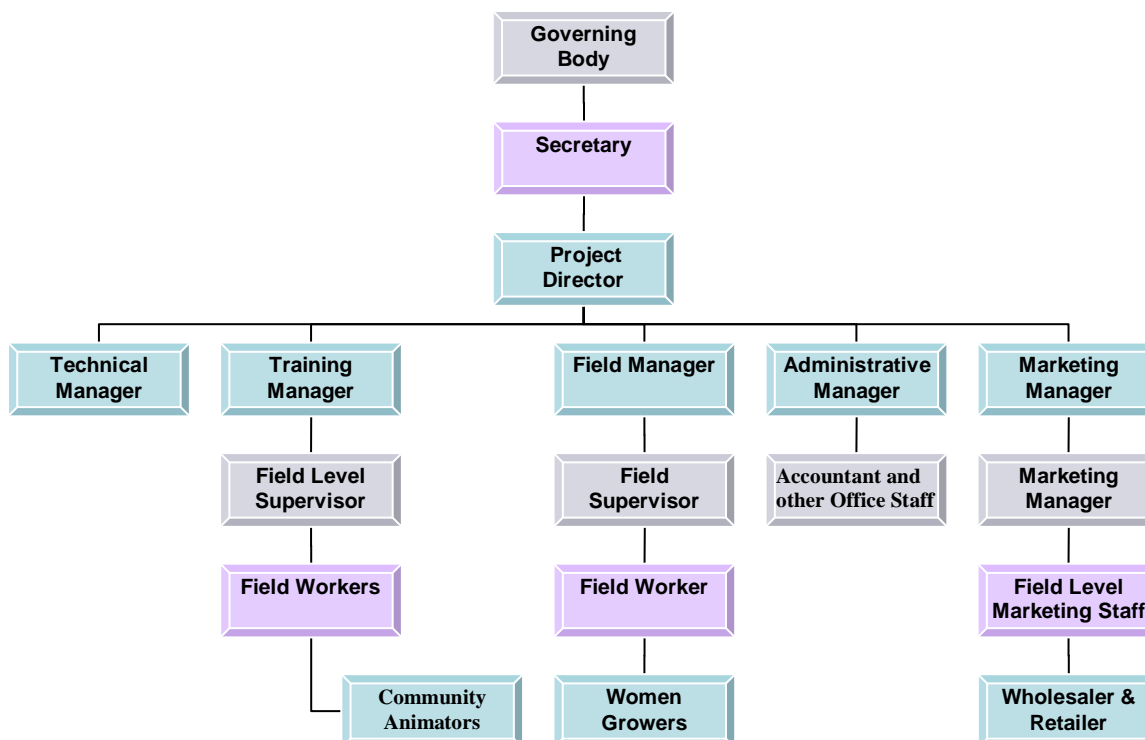 Governing
Body
Secretary
Project
Director
Technical
Manager
Training
Manager
Field Manager
Administrative
Manager
Marketing
Manager
Field Level
Supervisor
Field
Supervisor
Accountant and
other Office Staff
Marketing
Manager
Field Workers
Field Worker
Field Level
Marketing Staff
Community
Animators
Women
Growers
Wholesaler &
Retailer